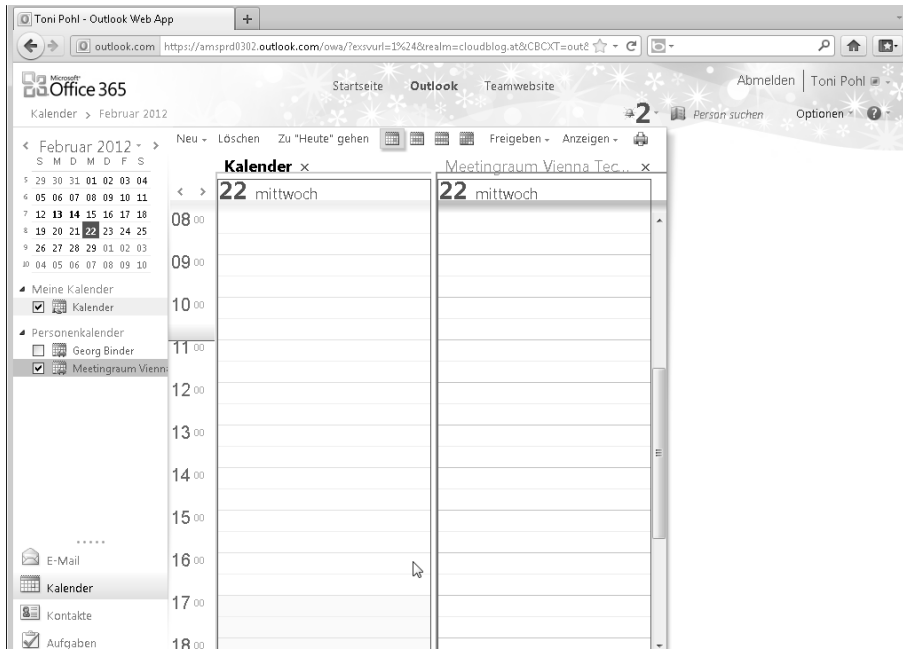 Toni Pohl - Outlook Web App
outlook.com https://amsprd0302.outlook.com/owa/?exsvurl=1%24&realm=cloudblog.at&CBCXT=out&
Microsoft
Office 365
Startseite Outlook Teamwebsite
Abmelden Toni Pohl
Kalender > Februar 2012
2 Person suchen Optionen
Neu Löschen Zu "Heute" gehen Freigeben Anzeigen
Februar 2012
S M D M D F S
5 29 30 31 01 02 03 04
6 05 06 07 08 09 10 11
7 12 13 14 15 16 17 18
8 19 20 21 22 23 24 25
9 26 27 28 29 01 02 03
10 04 05 06 07 08 09 10
Meine Kalender
Kalender
Personenkalender
Georg Binder
Meetingraum Vienna
E-Mail
Kalender
Kontakte
Aufgaben
Kalender ×
Meetingraum Vienna Tec... ×
22 mittwoch
22 mittwoch
08 00
09 00
10 00
11 00
12 00
13 00
14 00
15 00
16 00
17 00
18 00